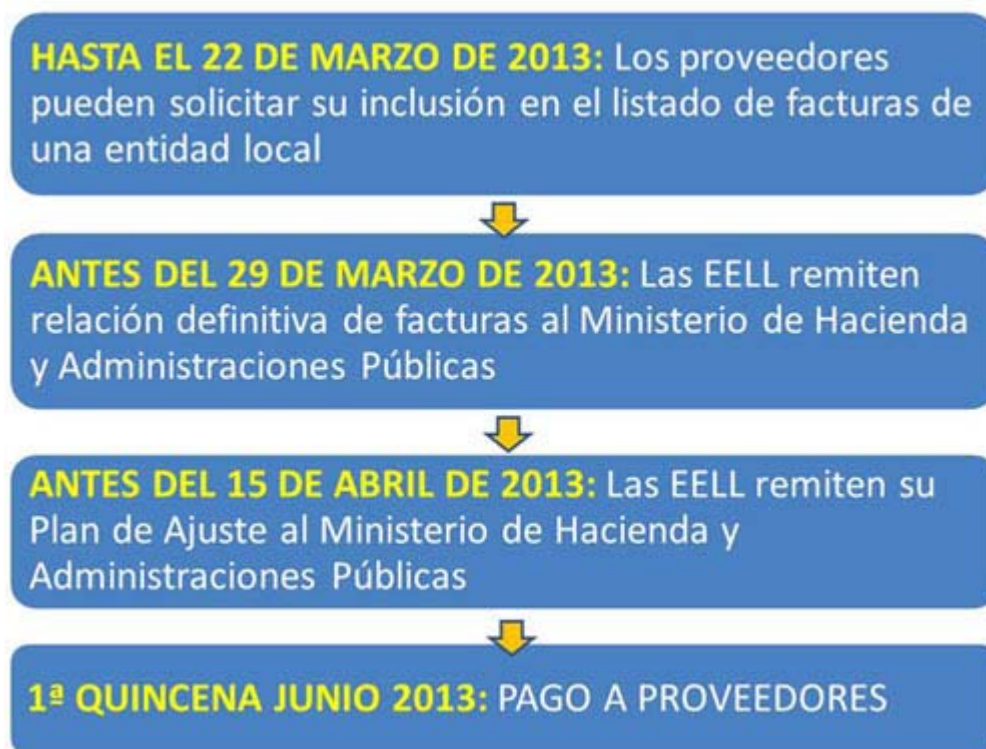 HASTA EL 22 DE MARZO DE 2013: Los proveedores
pueden solicitar su inclusión en el listado de facturas de
una entidad local
ANTES DEL 29 DE MARZO DE 2013: Las EELL remiten
relación definitiva de facturas al Ministerio de Hacienda
y Administraciones Públicas
ANTES DEL 15 DE ABRIL DE 2013: Las EELL remiten su
Plan de Ajuste al Ministerio de Hacienda y
Administraciones Públicas
1ª QUINCENA JUNIO 2013: PAGO A PROVEEDORES